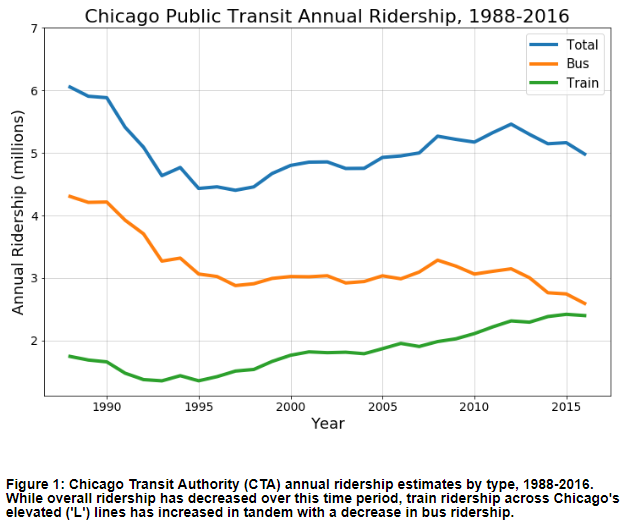 Chicago Public Transit Annual Ridership, 1988-2016
7
6
5
4
3
2
Annual Ridership (millions)
Total
Bus
Train
1990 1995 2000 2005 2010 2015
Year
Figure 1: Chicago Transit Authority (CTA) annual ridership estimates by type, 1988-2016.
While overall ridership has decreased over this time period, train ridership across Chicago's
elevated ('L') lines has increased in tandem with a decrease in bus ridership.